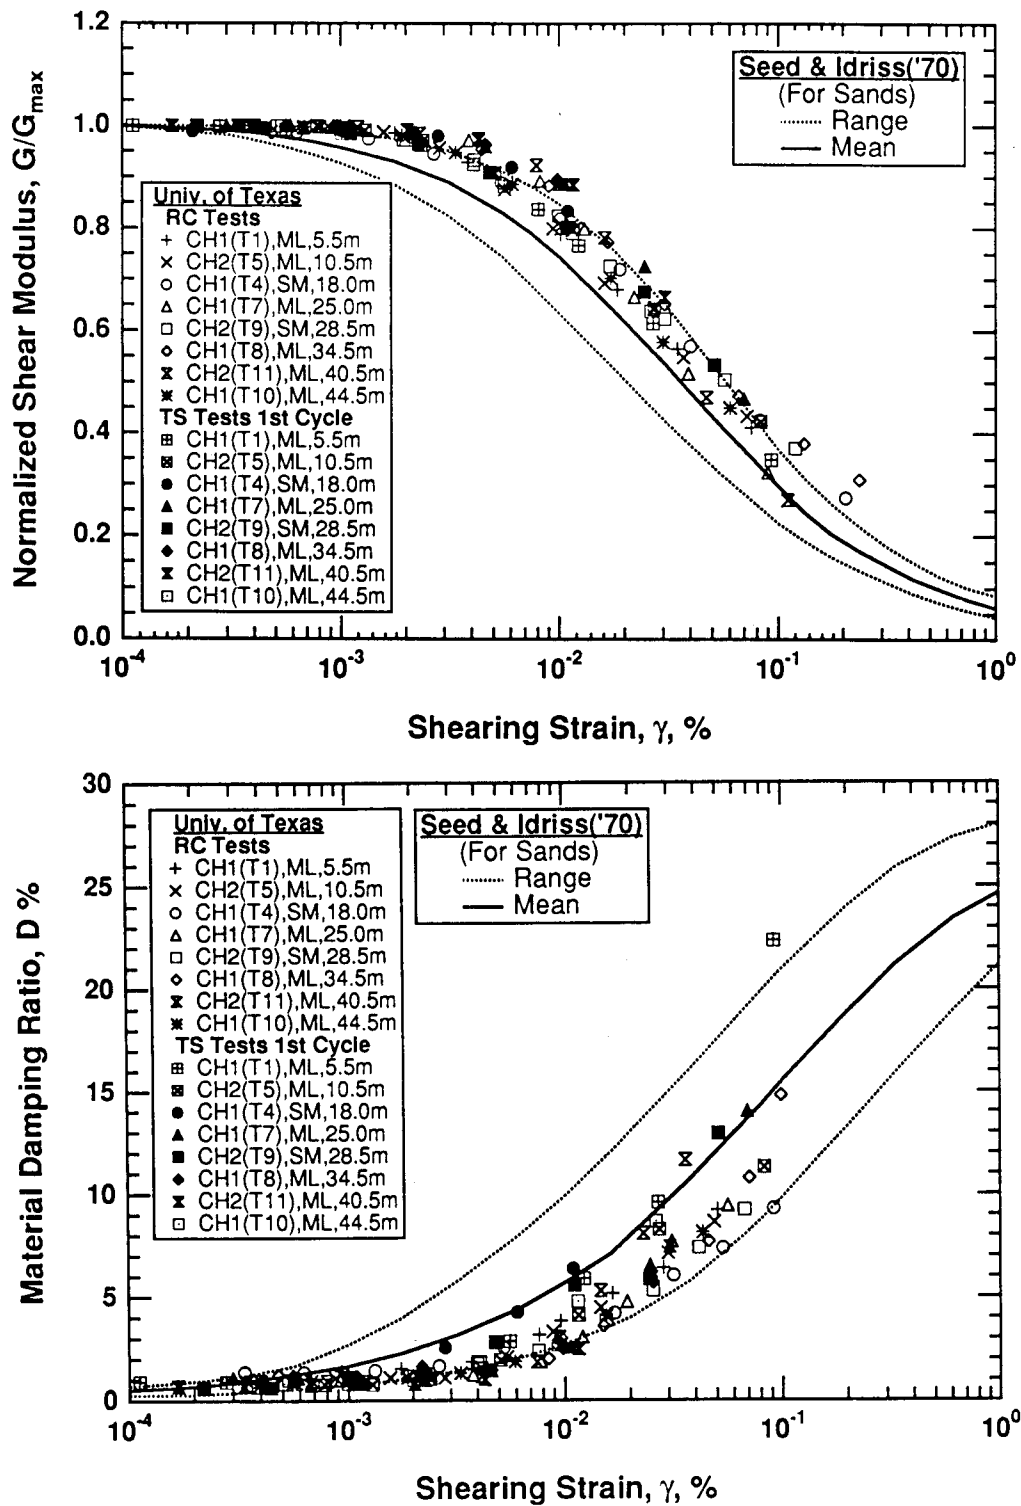 1.2
1.0
0.8
0.6
0.4
0.2
0.0
Normalized Shear Modulus, G/Gmax
Seed & Idriss('70)
(For Sands)
Range
Mean
Univ. of Texas
RC Tests
CH1(T1),ML,5.5m
CH2(T5),ML,10.5m
CH1(T4),SM,18.0m
CH1(T7),ML,25.0m
CH2(T9),SM,28.5m
CH1(T8),ML,34.5m
CH2(T11),ML,40.5m
CH1(T10),ML,44.5m
TS Tests 1st Cycle
CH1(T1),ML,5.5m
CH2(T5),ML,10.5m
CH1(T4),SM,18.0m
CH1(T7),ML,25.0m
CH2(T9),SM,28.5m
CH1(T8),ML,34.5m
CH2(T11),ML,40.5m
CH1(T10),ML,44.5m
10-4 10-3 10-2 10-1 100
Shearing Strain, γ, %
30
25
20
15
10
5
0
Material Damping Ratio, D %
Univ. of Texas
RC Tests
CH1(T1),ML,5.5m
CH2(T5),ML,10.5m
CH1(T4),SM,18.0m
CH1(T7),ML,25.0m
CH2(T9),SM,28.5m
CH1(T8),ML,34.5m
CH2(T11),ML,40.5m
CH1(T10),ML,44.5m
TS Tests 1st Cycle
CH1(T1),ML,5.5m
CH2(T5),ML,10.5m
CH1(T4),SM,18.0m
CH1(T7),ML,25.0m
CH2(T9),SM,28.5m
CH1(T8),ML,34.5m
CH2(T11),ML,40.5m
CH1(T10),ML,44.5m
Seed & Idriss('70)
(For Sands)
Range
Mean
10-4 10-3 10-2 10-1 100
Shearing Strain, γ, %